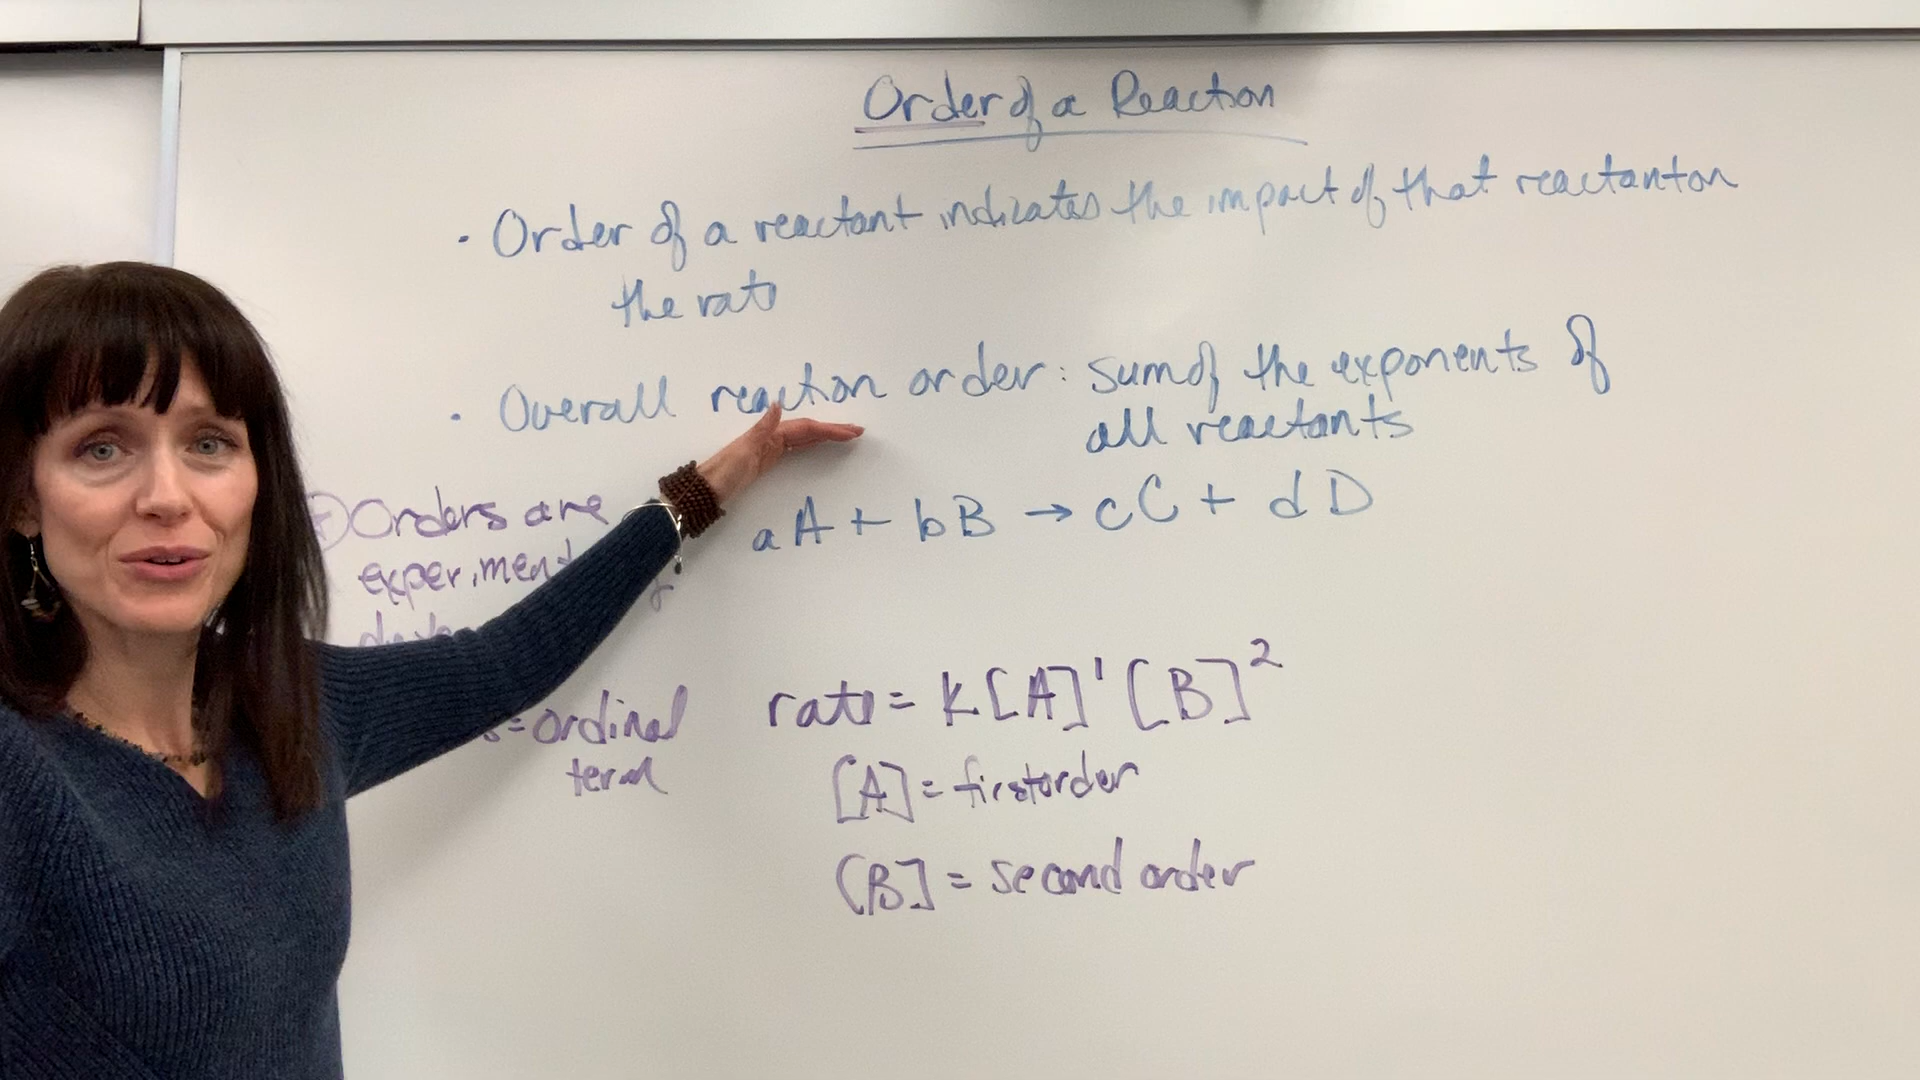 Order of a Reaction
• Order of a reactant indicates the impact of that reactant on
the rate
• Overall reaction order: sum of the exponents of
all reactants
aA + bB → cC + dD
Orders are
rate = k[A]¹ [B]²
= ordinal
term
[A] = first order
[B] = second order